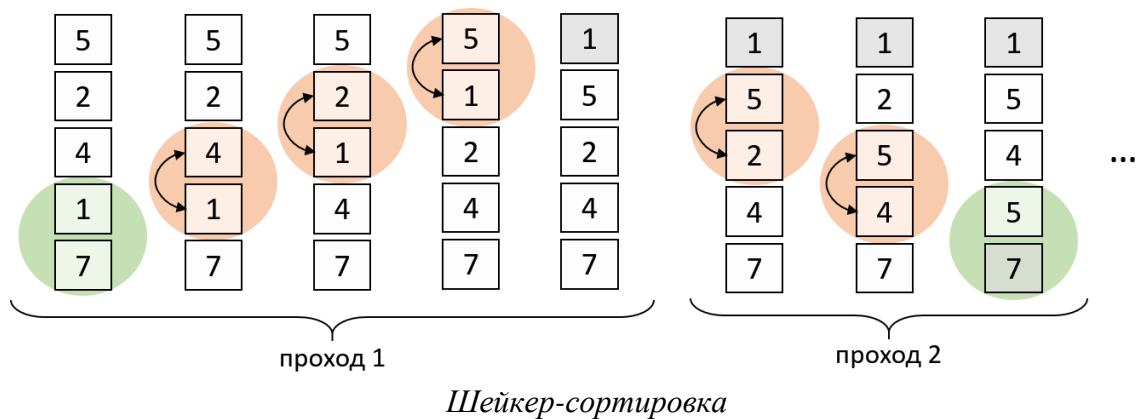 5 5 5 5 1 1 1 1
2 2 2 1 5 5 2 5
4 4 1 2 2 2 5 4 ...
1 1 4 4 4 4 4 5
7 7 7 7 7 7 7 7
проход 1 проход 2
Шейкер-сортировка